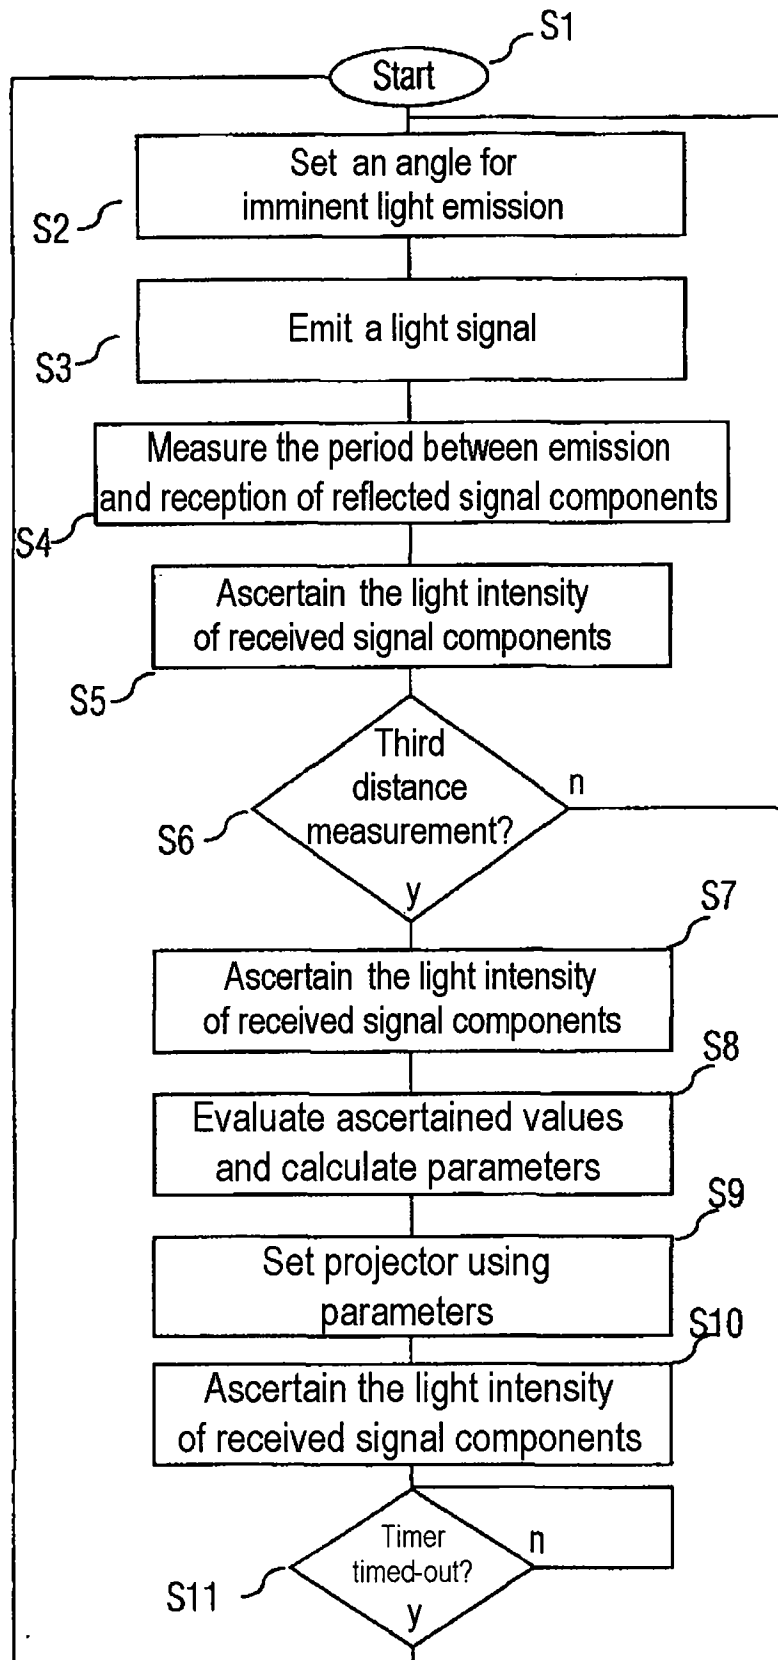 S1
Start
Set an angle for
imminent light emission
S2
Emit a light signal
S3
Measure the period between emission
and reception of reflected signal components
S4
Ascertain the light intensity
of received signal components
S5
Third
distance
measurement?
n
S6
y
S7
Ascertain the light intensity
of received signal components
S8
Evaluate ascertained values
and calculate parameters
S9
Set projector using
parameters
S10
Ascertain the light intensity
of received signal components
Timer
timed-out?
n
S11
y